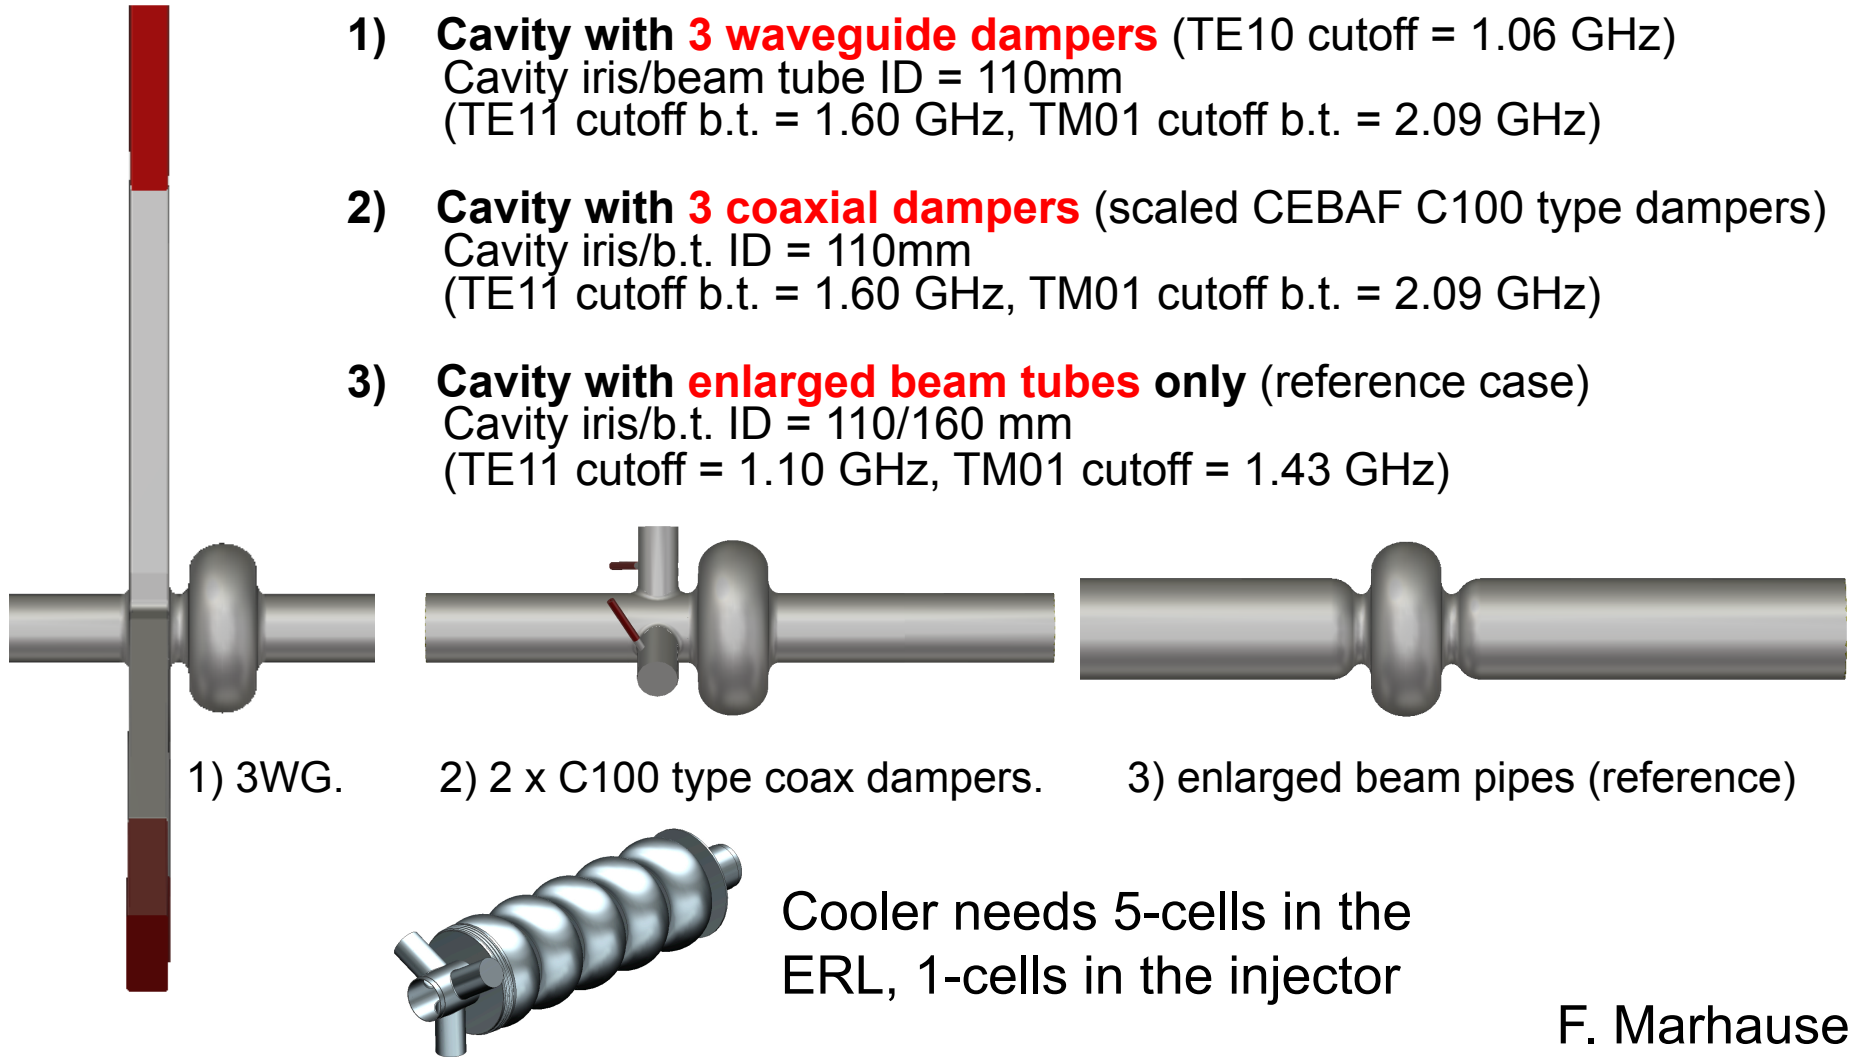 1) Cavity with 3 waveguide dampers (TE10 cutoff = 1.06 GHz)
Cavity iris/beam tube ID = 110mm
(TE11 cutoff b.t. = 1.60 GHz, TM01 cutoff b.t. = 2.09 GHz)
2) Cavity with 3 coaxial dampers (scaled CEBAF C100 type dampers)
Cavity iris/b.t. ID = 110mm
(TE11 cutoff b.t. = 1.60 GHz, TM01 cutoff b.t. = 2.09 GHz)
3) Cavity with enlarged beam tubes only (reference case)
Cavity iris/b.t. ID = 110/160 mm
(TE11 cutoff = 1.10 GHz, TM01 cutoff = 1.43 GHz)
1) 3WG.
2) 2 x C100 type coax dampers.
3) enlarged beam pipes (reference)
Cooler needs 5-cells in the
ERL, 1-cells in the injector
F. Marhause